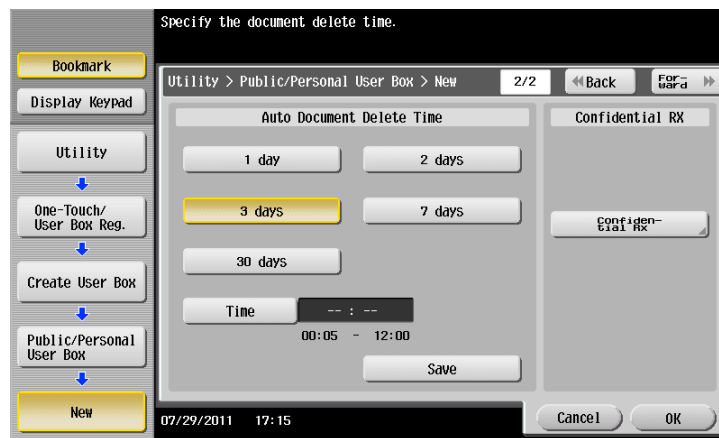 Specify the document delete time.
Bookmark
Display Keypad
Utility
One-Touch/
User Box Reg.
Create User Box
Public/Personal
User Box
New
Utility > Public/Personal User Box > New
2/2
Back
For-
ward
Auto Document Delete Time
1 day
2 days
3 days
7 days
30 days
Time
-- : --
00:05 - 12:00
Save
Confidential RX
Confiden-
tial Rx
07/29/2011 17:15
Cancel
OK